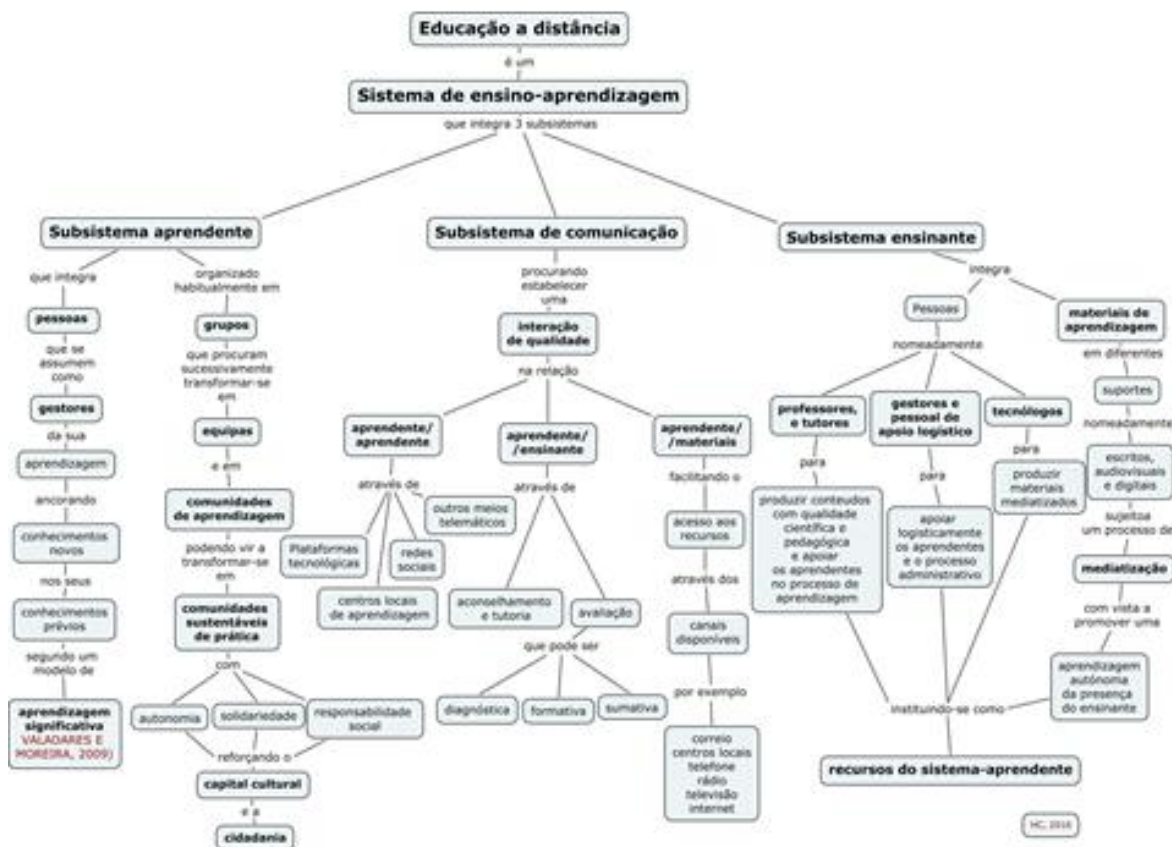 Educação a distância
é um
Sistema de ensino-aprendizagem
que integra 3 subsistemas
Subsistema aprendente
que integra
pessoas
que se
assumem
como
gestores
da sua
aprendizagem
ancorando
conhecimentos
novos
nos seus
conhecimentos
prévios
segundo um
modelo de
aprendizagem
significativa
VALADARES E
MOREIRA, 2009)
organizado
habitualmente em
grupos
que procuram
sucessivamente
transformar-se
em
equipas
e em
comunidades
de aprendizagem
podendo vir a
transformar-se
em
comunidades
sustentáveis
de prática
com
autonomia
solidariedade
responsabilidade
social
reforçando o
capital cultural
e a
cidadania
Subsistema de comunicação
procurando
estabelecer
uma
interação
de qualidade
na relação
aprendente/
aprendente
através de
Plataformas
tecnológicas
centros locais
de aprendizagem
redes
sociais
outros meios
telemáticos
aprendente/
/ensinante
através de
aconselhamento
e tutoria
avaliação
que pode ser
diagnóstica
formativa
sumativa
aprendente/
/materiais
facilitando o
acesso aos
recursos
através dos
canais
disponíveis
por exemplo
correio
centros locais
telefone
rádio
televisão
internet
Subsistema ensinante
integra
Pessoas
nomeadamente
professores,
e tutores
para
produzir conteudos
com qualidade
científica e
pedagógica
e apoiar
os aprendentes
no processo de
aprendizagem
gestores e
pessoal de
apoio logístico
para
apoiar
logisticamente
os aprendentes
e o processo
administrativo
tecnólogos
para
produzir
materiais
mediatizados
materiais de
aprendizagem
em diferentes
suportes
nomeadamente
escritos,
audiovisuais
e digitais
sujeitoa
um processo de
mediatização
com vista a
promover uma
aprendizagem
autónoma
da presença
do ensinante
instituindo-se como
recursos do sistema-aprendente
HC, 2016